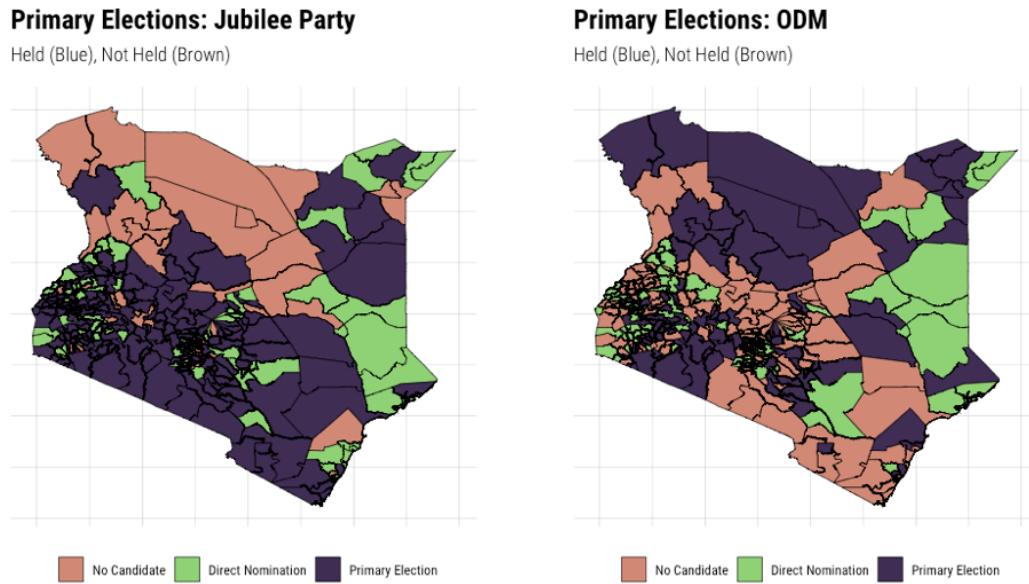 Primary Elections: Jubilee Party
Held (Blue), Not Held (Brown)
Primary Elections: ODM
Held (Blue), Not Held (Brown)
No Candidate Direct Nomination Primary Election
No Candidate Direct Nomination Primary Election